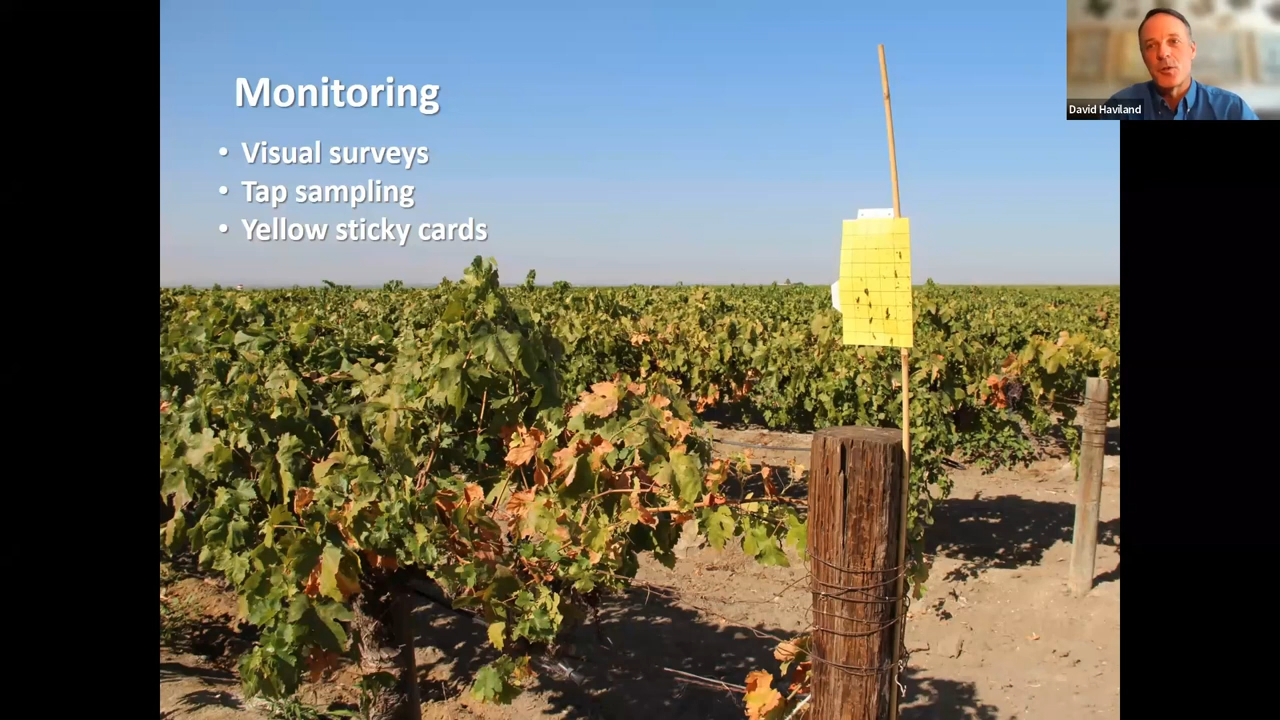 Monitoring
• Visual surveys
• Tap sampling
• Yellow sticky cards
David Haviland